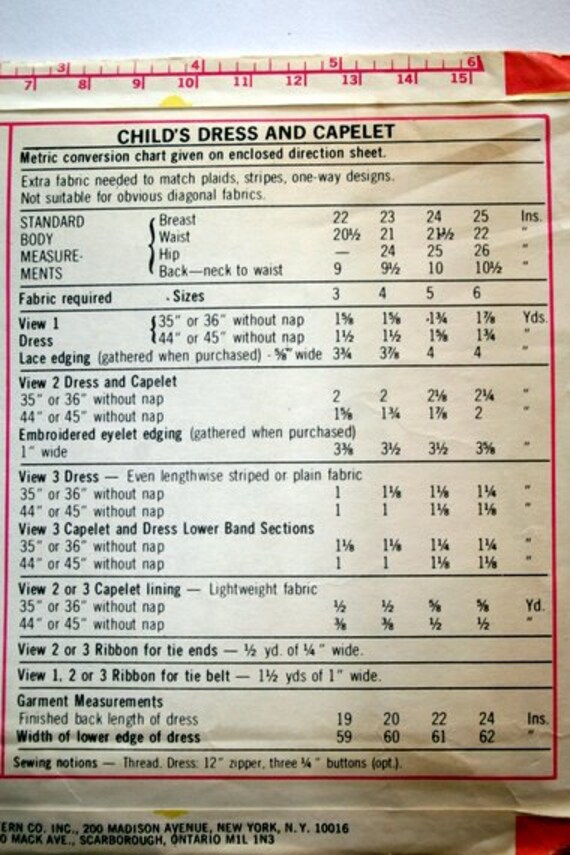 3 4 5 6
7 8 9 10 11 12 13 14 15
CHILD'S DRESS AND CAPELET
Metric conversion chart given on enclosed direction sheet.
Extra fabric needed to match plaids, stripes, one-way designs.
Not suitable for obvious diagonal fabrics.
STANDARD Breast 22 23 24 25 Ins.
BODY Waist 20½ 21 21½ 22 "
MEASURE- Hip — 24 25 26 "
MENTS Back—neck to waist 9 9½ 10 10½ "
Fabric required Sizes 3 4 5 6
View 1 35" or 36" without nap 1⅝ 1⅝ 1¾ 1⅞ Yds.
Dress 44" or 45" without nap 1½ 1½ 1⅝ 1¾ "
Lace edging (gathered when purchased) - ⅝" wide 3¾ 3⅞ 4 4 "
View 2 Dress and Capelet
35" or 36" without nap 2 2 2⅛ 2¼ "
44" or 45" without nap 1⅝ 1¾ 1⅞ 2 "
Embroidered eyelet edging (gathered when purchased)
1" wide 3⅜ 3½ 3½ 3⅝ "
View 3 Dress — Even lengthwise striped or plain fabric
35" or 36" without nap 1 1⅛ 1⅛ 1¼ "
44" or 45" without nap 1 1 1⅛ 1⅛ "
View 3 Capelet and Dress Lower Band Sections
35" or 36" without nap 1⅛ 1⅛ 1¼ 1¼ "
44" or 45" without nap 1 1 1⅛ 1⅛ "
View 2 or 3 Capelet lining — Lightweight fabric
35" or 36" without nap ½ ½ ⅝ ⅝ Yd.
44" or 45" without nap ⅜ ⅜ ½ ½ "
View 2 or 3 Ribbon for tie ends — ½ yd. of ¼" wide.
View 1, 2 or 3 Ribbon for tie belt — 1½ yds of 1" wide.
Garment Measurements
Finished back length of dress 19 20 22 24 Ins.
Width of lower edge of dress 59 60 61 62 "
Sewing notions — Thread. Dress: 12" zipper, three ¼" buttons (opt.).
ERN CO. INC., 200 MADISON AVENUE, NEW YORK, N.Y. 10016
O MACK AVE., SCARBOROUGH, ONTARIO M1L 1N3